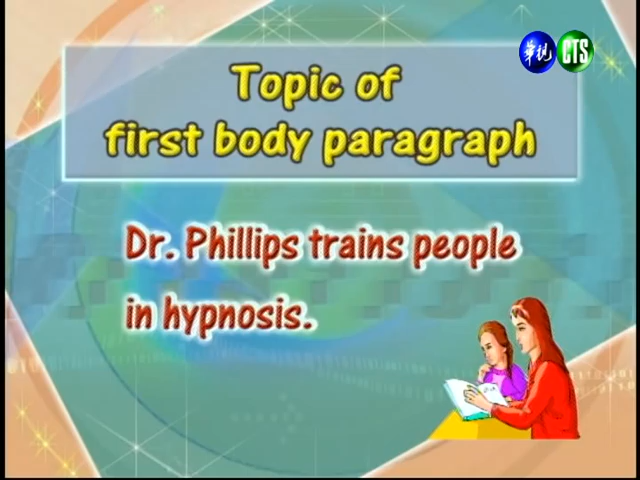 華視 CTS
Topic of
first body paragraph
Dr. Phillips trains people
in hypnosis.